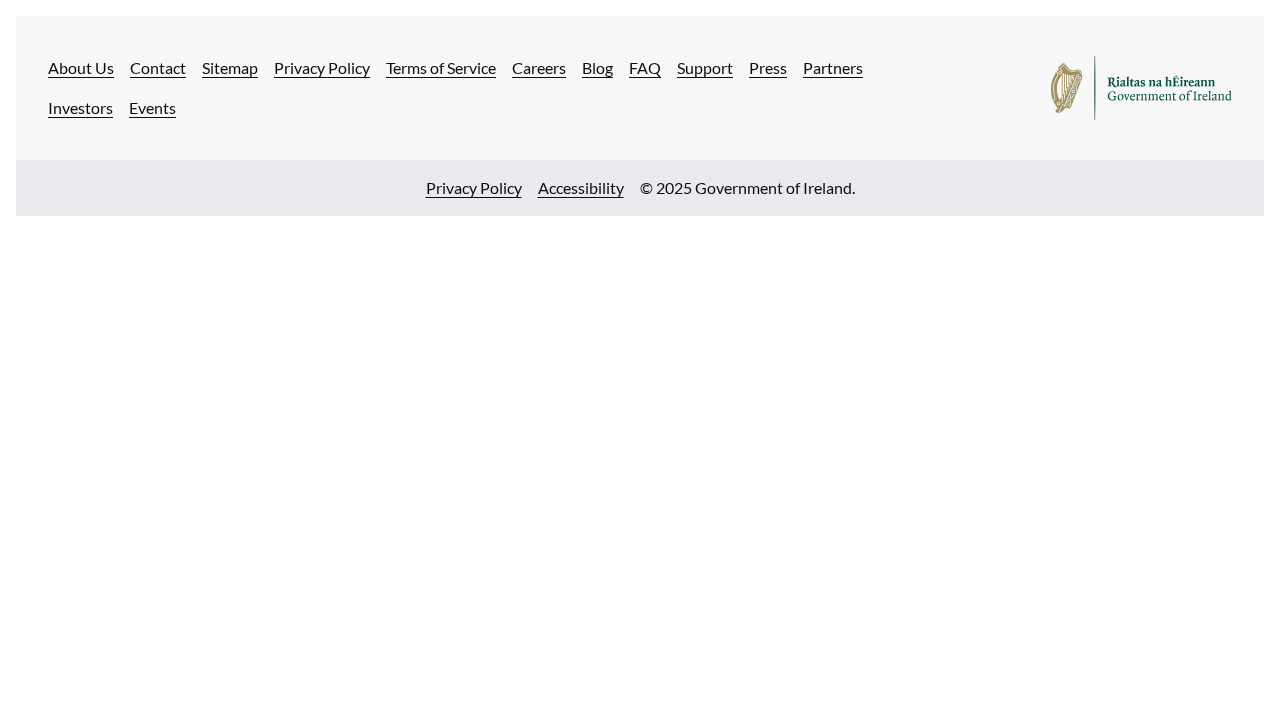 About Us Contact Sitemap Privacy Policy Terms of Service Careers Blog FAQ Support Press Partners
Investors Events
Rialtas na hÉireann
Government of Ireland
Privacy Policy Accessibility © 2025 Government of Ireland.